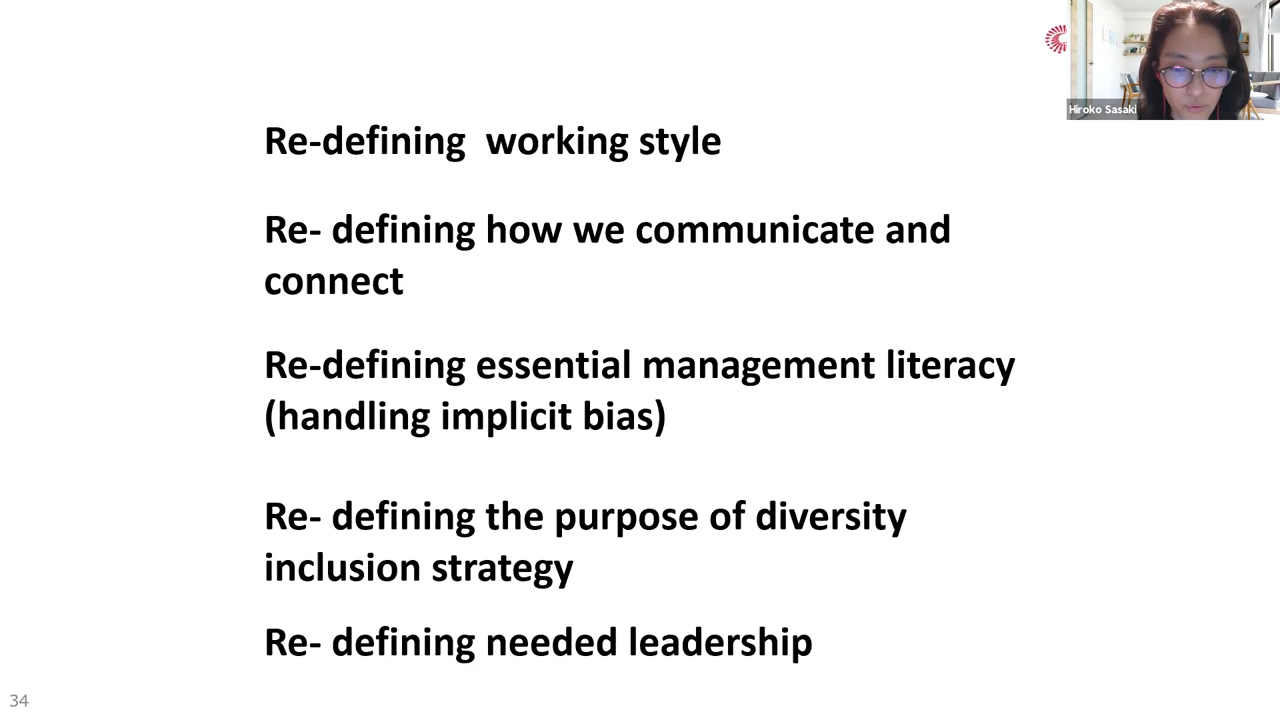 Hiroko Sasaki
Re-defining  working style
Re- defining how we communicate and
connect
Re-defining essential management literacy
(handling implicit bias)
Re- defining the purpose of diversity
inclusion strategy
Re- defining needed leadership
34